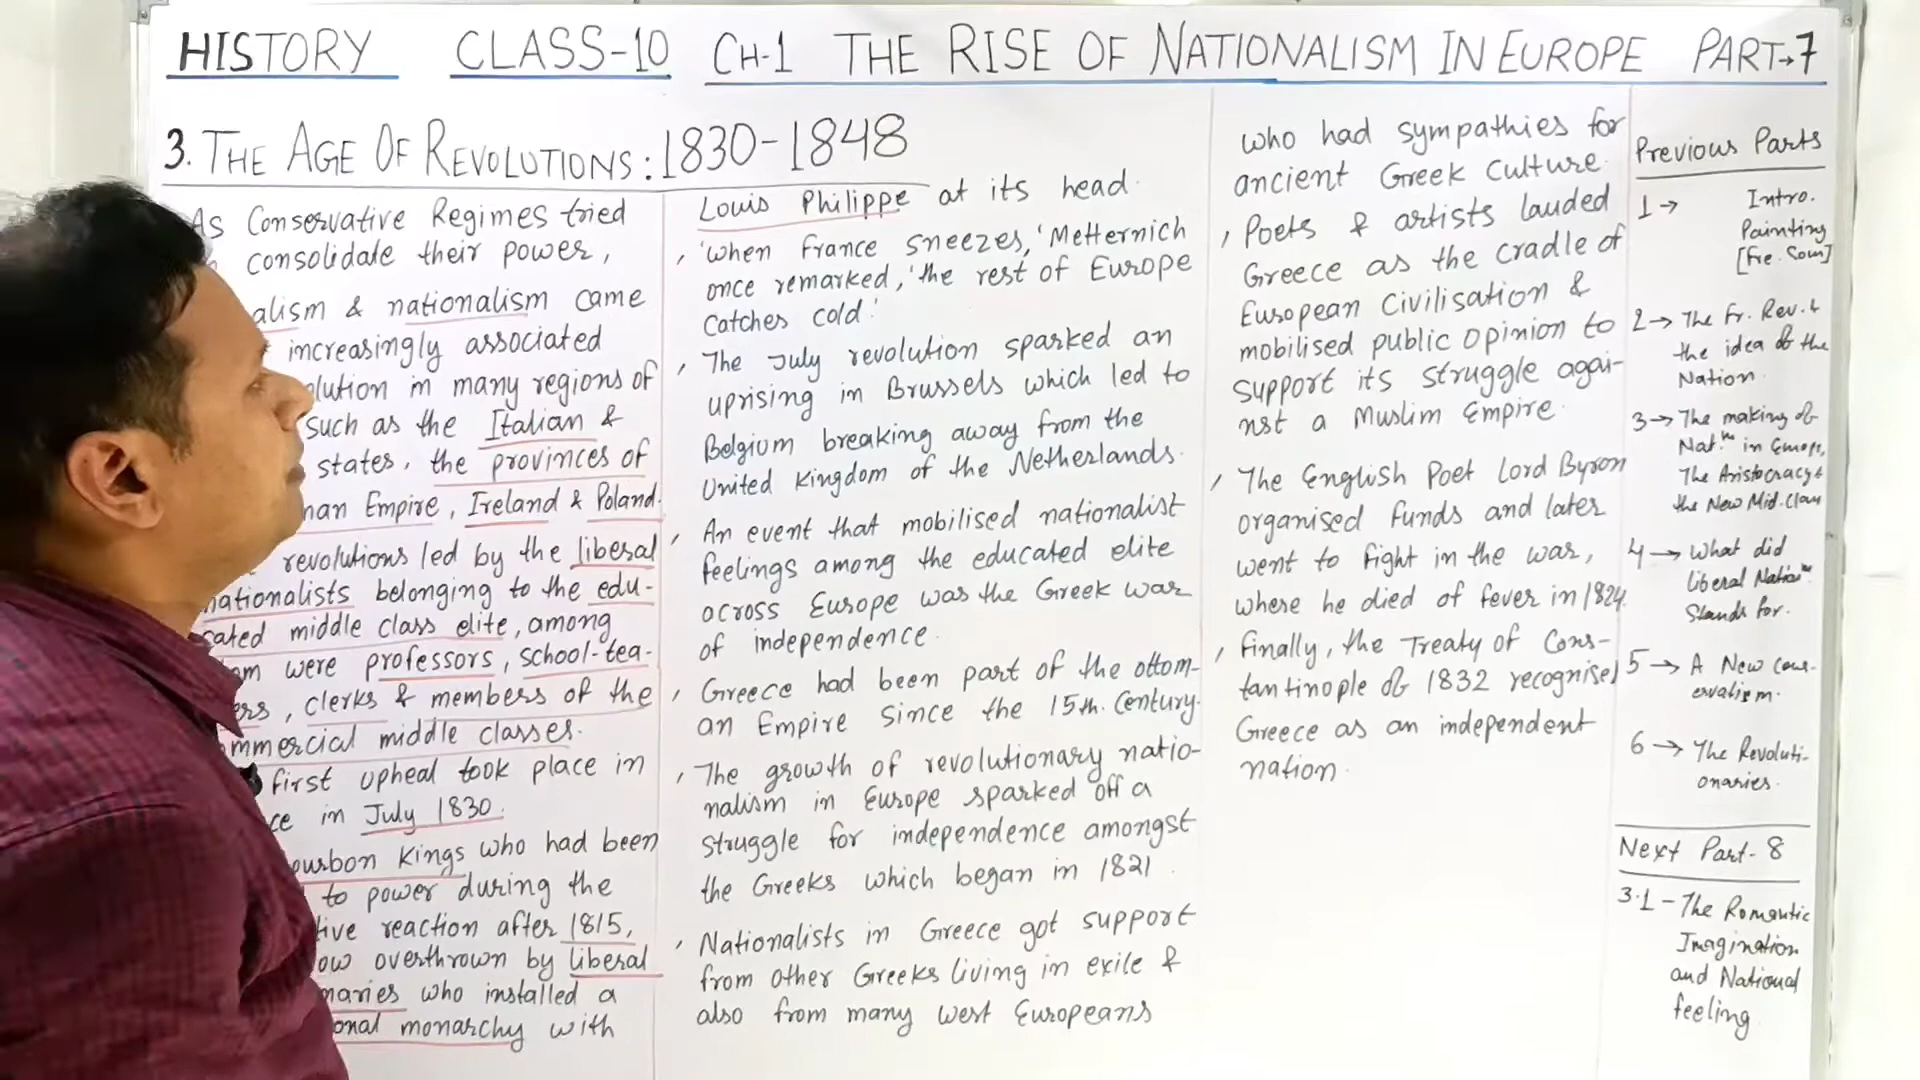 HISTORY CLASS-10 CH-1 THE RISE OF NATIONALISM IN EUROPE PART→7
3. THE AGE OF REVOLUTIONS: 1830-1848
As Conservative Regimes tried
consolidate their power,
alism & nationalism came
increasingly associated
lution in many regions of
such as the Italian &
states, the provinces of
man Empire, Ireland & Poland.
revolutions led by the liberal
nationalists belonging to the edu-
cated middle class elite, among
om were professors, school-tea-
ers, clerks & members of the
mmercial middle classes.
first upheal took place in
ce in July 1830.
ourbon Kings who had been
to power during the
tive reaction after 1815,
ow overthrown by liberal
naries who installed a
onal monarchy with
Louis Philippe at its head.
'When France sneezes,' Metternich
once remarked, 'the rest of Europe
catches cold.'
The July revolution sparked an
uprising in Brussels which led to
Belgium breaking away from the
United Kingdom of the Netherlands.
An event that mobilised nationalist
feelings among the educated elite
across Europe was the Greek war
of independence.
Greece had been part of the ottom-
an Empire since the 15th. Century.
The growth of revolutionary natio-
nalism in Europe sparked off a
struggle for independence amongst
the Greeks which began in 1821.
Nationalists in Greece got support
from other Greeks living in exile &
also from many west Europeans
who had sympathies for
ancient Greek Culture.
Poets & artists lauded
Greece as the cradle of
European Civilisation &
mobilised public opinion to
support its struggle agai-
nst a Muslim Empire.
The English Poet Lord Byron
organised funds and later
went to fight in the war,
where he died of fever in 1824.
Finally, the Treaty of Cons-
tantinople of 1832 recognised
Greece as an independent
nation.
Previous Parts
1→ Intro.
Painting
[Fre. Sorr]
2→ The Fr. Rev. &
the idea of the
Nation.
3→ The making of
Nat.sm in Europe,
The Aristocracy &
the New Mid. Class
4→ What did
liberal Natio.sm
Stands for.
5→ A New cons-
ervatism.
6→ The Revoluti-
onaries.
Next Part-8
3.1-The Romantic
Imagination
and National
feeling